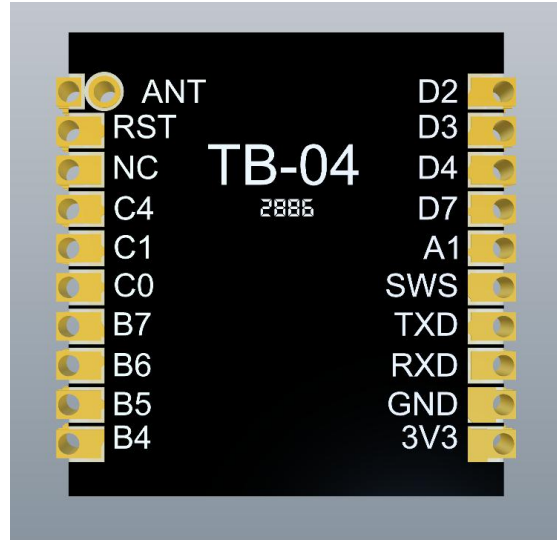 ANT D2
RST D3
NC TB-04 D4
C4 2886 D7
C1 A1
C0 SWS
B7 TXD
B6 RXD
B5 GND
B4 3V3